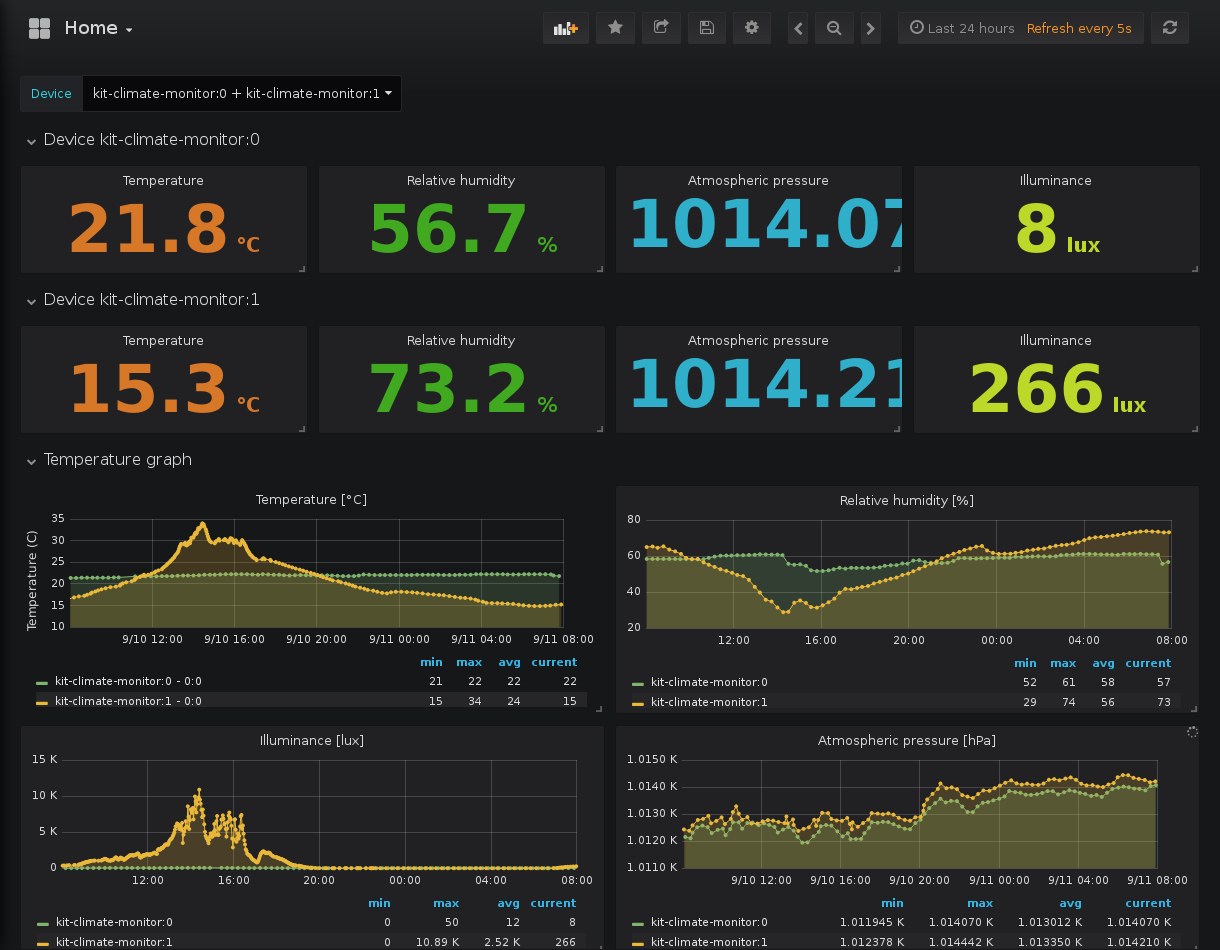 Home
Last 24 hours Refresh every 5s
Device kit-climate-monitor:0 + kit-climate-monitor:1
Device kit-climate-monitor:0
Temperature Relative humidity Atmospheric pressure Illuminance
21.8 °C 56.7 % 1014.07 8 lux
Device kit-climate-monitor:1
Temperature Relative humidity Atmospheric pressure Illuminance
15.3 °C 73.2 % 1014.21 266 lux
Temperature graph
Temperature [°C]
Temperature (C)
35
30
25
20
15
10
9/10 12:00 9/10 16:00 9/10 20:00 9/11 00:00 9/11 04:00 9/11 08:00
min max avg current
kit-climate-monitor:0 - 0:0 21 22 22 22
kit-climate-monitor:1 - 0:0 15 34 24 15
Relative humidity [%]
80
60
40
20
12:00 16:00 20:00 00:00 04:00 08:00
min max avg current
kit-climate-monitor:0 52 61 58 57
kit-climate-monitor:1 29 74 56 73
Illuminance [lux]
15 K
10 K
5 K
0
12:00 16:00 20:00 00:00 04:00 08:00
min max avg current
kit-climate-monitor:0 0 50 12 8
kit-climate-monitor:1 0 10.89 K 2.52 K 266
Atmospheric pressure [hPa]
1.0150 K
1.0140 K
1.0130 K
1.0120 K
1.0110 K
9/10 12:00 9/10 16:00 9/10 20:00 9/11 00:00 9/11 04:00 9/11 08:00
min max avg current
kit-climate-monitor:0 1.011945 K 1.014070 K 1.013012 K 1.014070 K
kit-climate-monitor:1 1.012378 K 1.014442 K 1.013350 K 1.014210 K